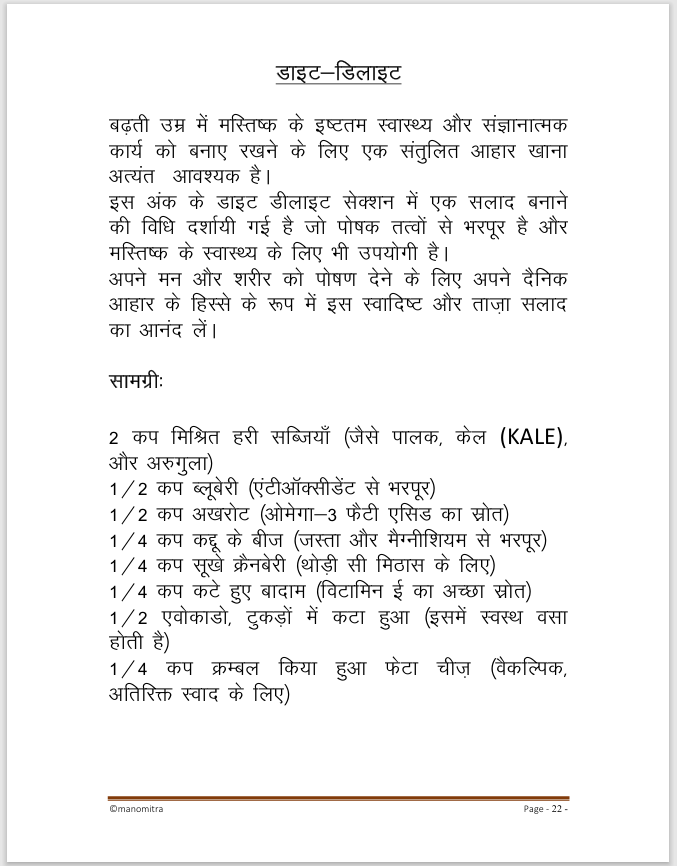 डाइट–डिलाइट
बढ़ती उम्र में मस्तिष्क के इष्टतम स्वास्थ्य और संज्ञानात्मक
कार्य को बनाए रखने के लिए एक संतुलित आहार खाना
अत्यंत आवश्यक है।
इस अंक के डाइट डीलाइट सेक्शन में एक सलाद बनाने
की विधि दर्शायी गई है जो पोषक तत्वों से भरपूर है और
मस्तिष्क के स्वास्थ्य के लिए भी उपयोगी है।
अपने मन और शरीर को पोषण देने के लिए अपने दैनिक
आहार के हिस्से के रूप में इस स्वादिष्ट और ताज़ा सलाद
का आनंद लें।
सामग्रीः
2 कप मिश्रित हरी सब्जियाँ (जैसे पालक, केल (KALE),
और अरुगुला)
1/2 कप ब्लूबेरी (एंटीऑक्सीडेंट से भरपूर)
1/2 कप अखरोट (ओमेगा–3 फैटी एसिड का स्रोत)
1/4 कप कद्दू के बीज (जस्ता और मैग्नीशियम से भरपूर)
1/4 कप सूखे क्रैनबेरी (थोड़ी सी मिठास के लिए)
1/4 कप कटे हुए बादाम (विटामिन ई का अच्छा स्रोत)
1/2 एवोकाडो, टुकड़ों में कटा हुआ (इसमें स्वस्थ वसा
होती है)
1/4 कप क्रम्बल किया हुआ फेटा चीज़ (वैकल्पिक,
अतिरिक्त स्वाद के लिए)
©manomitra Page - 22 -